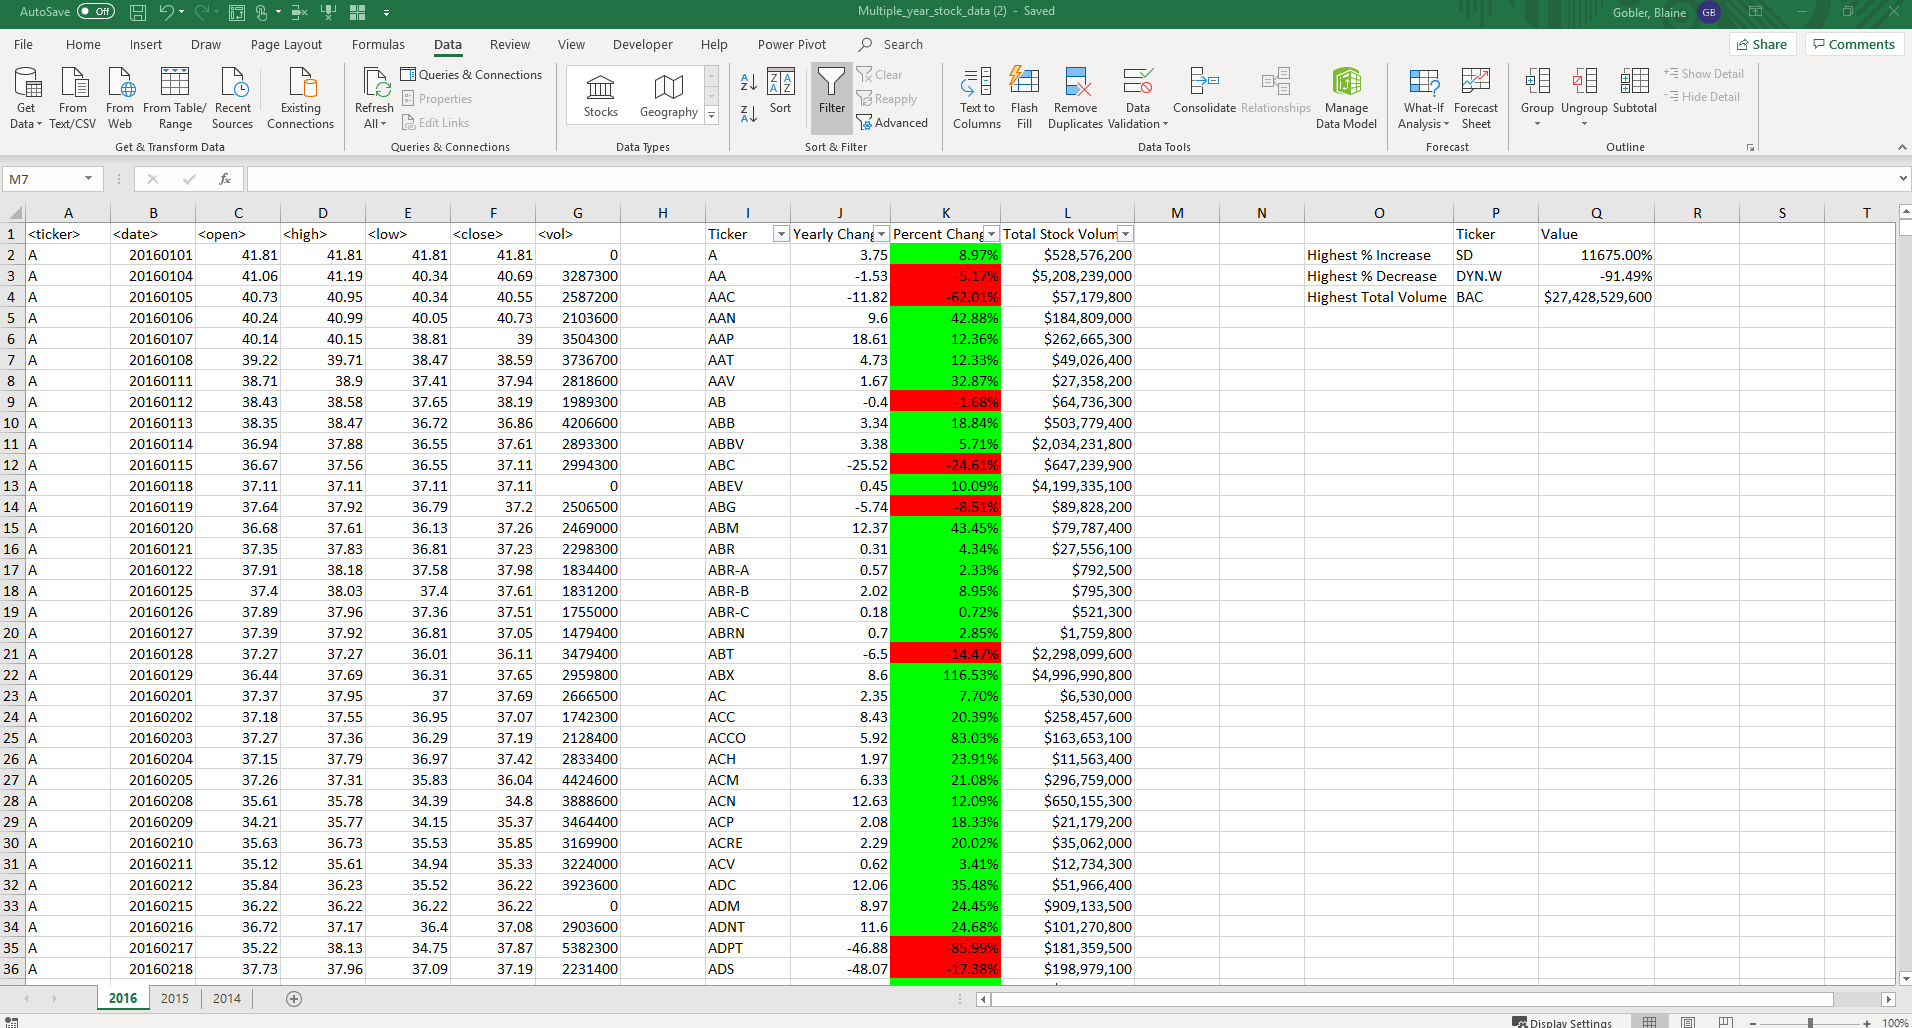 AutoSave Off Multiple_year_stock_data (2) - Saved Gobler, Blaine GB
File Home Insert Draw Page Layout Formulas Data Review View Developer Help Power Pivot Search Share Comments
Get Data From Text/CSV From Web From Table/ Range Recent Sources Existing Connections Refresh All Queries & Connections Properties Edit Links Stocks Geography Sort Filter Clear Reapply Advanced Text to Columns Flash Fill Remove Duplicates Data Validation Consolidate Relationships Manage Data Model What-If Analysis Forecast Sheet Group Ungroup Subtotal Show Detail Hide Detail
Get & Transform Data Queries & Connections Data Types Sort & Filter Data Tools Forecast Outline
M7 fx
A B C D E F G H I J K L M N O P Q R S T
1 <ticker> <date> <open> <high> <low> <close> <vol> Ticker Yearly Chang Percent Chang Total Stock Volum Ticker Value
2 A 20160101 41.81 41.81 41.81 41.81 0 A 3.75 8.97% $528,576,200 Highest % Increase SD 11675.00%
3 A 20160104 41.06 41.19 40.34 40.69 3287300 AA -1.53 -5.17% $5,208,239,000 Highest % Decrease DYN.W -91.49%
4 A 20160105 40.73 40.95 40.34 40.55 2587200 AAC -11.82 -62.01% $57,179,800 Highest Total Volume BAC $27,428,529,600
5 A 20160106 40.24 40.99 40.05 40.73 2103600 AAN 9.6 42.88% $184,809,000
6 A 20160107 40.14 40.15 38.81 39 3504300 AAP 18.61 12.36% $262,665,300
7 A 20160108 39.22 39.71 38.47 38.59 3736700 AAT 4.73 12.33% $49,026,400
8 A 20160111 38.71 38.9 37.41 37.94 2818600 AAV 1.67 32.87% $27,358,200
9 A 20160112 38.43 38.58 37.65 38.19 1989300 AB -0.4 -1.68% $64,736,300
10 A 20160113 38.35 38.47 36.72 36.86 4206600 ABB 3.34 18.84% $503,779,400
11 A 20160114 36.94 37.88 36.55 37.61 2893300 ABBV 3.38 5.71% $2,034,231,800
12 A 20160115 36.67 37.56 36.55 37.11 2994300 ABC -25.52 -24.61% $647,239,900
13 A 20160118 37.11 37.11 37.11 37.11 0 ABEV 0.45 10.09% $4,199,335,100
14 A 20160119 37.64 37.92 36.79 37.2 2506500 ABG -5.74 -8.51% $89,828,200
15 A 20160120 36.68 37.61 36.13 37.26 2469000 ABM 12.37 43.45% $79,787,400
16 A 20160121 37.35 37.83 36.81 37.23 2298300 ABR 0.31 4.34% $27,556,100
17 A 20160122 37.91 38.18 37.58 37.98 1834400 ABR-A 0.57 2.33% $792,500
18 A 20160125 37.4 38.03 37.4 37.61 1831200 ABR-B 2.02 8.95% $795,300
19 A 20160126 37.89 37.96 37.36 37.51 1755000 ABR-C 0.18 0.72% $521,300
20 A 20160127 37.39 37.92 36.81 37.05 1479400 ABRN 0.7 2.85% $1,759,800
21 A 20160128 37.27 37.27 36.01 36.11 3479400 ABT -6.5 -14.47% $2,298,099,600
22 A 20160129 36.44 37.69 36.31 37.65 2959800 ABX 8.6 116.53% $4,996,990,800
23 A 20160201 37.37 37.95 37 37.69 2666500 AC 2.35 7.70% $6,530,000
24 A 20160202 37.18 37.55 36.95 37.07 1742300 ACC 8.43 20.39% $258,457,600
25 A 20160203 37.27 37.36 36.29 37.19 2128400 ACCO 5.92 83.03% $163,653,100
26 A 20160204 37.15 37.79 36.97 37.42 2833400 ACH 1.97 23.91% $11,563,400
27 A 20160205 37.26 37.31 35.83 36.04 4424600 ACM 6.33 21.08% $296,759,000
28 A 20160208 35.61 35.78 34.39 34.8 3888600 ACN 12.63 12.09% $650,155,300
29 A 20160209 34.21 35.77 34.15 35.37 3464400 ACP 2.08 18.33% $21,179,200
30 A 20160210 35.63 36.73 35.53 35.85 3169900 ACRE 2.29 20.02% $35,062,000
31 A 20160211 35.12 35.61 34.94 35.33 3224000 ACV 0.62 3.41% $12,734,300
32 A 20160212 35.84 36.23 35.52 36.22 3923600 ADC 12.06 35.48% $51,966,400
33 A 20160215 36.22 36.22 36.22 36.22 0 ADM 8.97 24.45% $909,133,500
34 A 20160216 36.72 37.17 36.4 37.08 2903600 ADNT 11.6 24.68% $101,270,800
35 A 20160217 35.22 38.13 34.75 37.87 5382300 ADPT -46.88 -85.99% $181,359,500
36 A 20160218 37.73 37.96 37.09 37.19 2231400 ADS -48.07 -17.38% $198,979,100
2016 2015 2014
Display Settings 100%